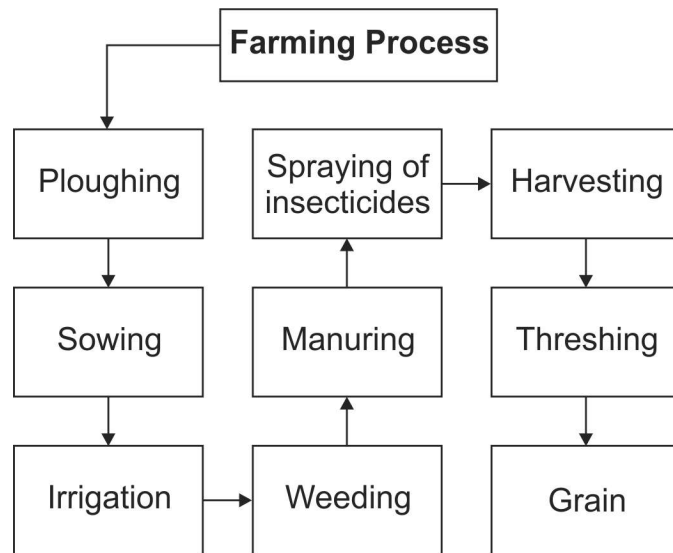 Farming Process
Ploughing
Sowing
Irrigation
Weeding
Manuring
Spraying of
insecticides
Harvesting
Threshing
Grain